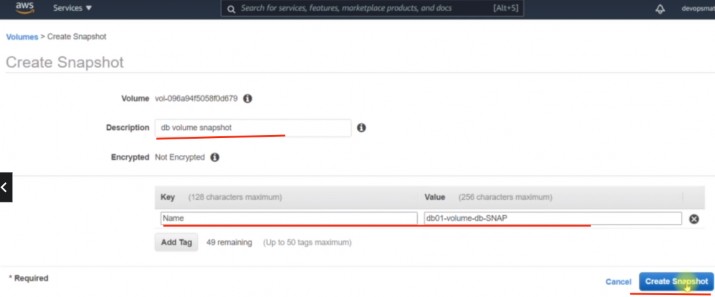 aws Services Search for services, features, marketplace products, and docs [Alt+S] devopsmat
Volumes > Create Snapshot
Create Snapshot
Volume vol-096a94f5058f0d679
Description db volume snapshot
Encrypted Not Encrypted
Key (128 characters maximum) Value (256 characters maximum)
Name db01-volume-db-SNAP
Add Tag 49 remaining (Up to 50 tags maximum)
* Required Cancel Create Snapshot